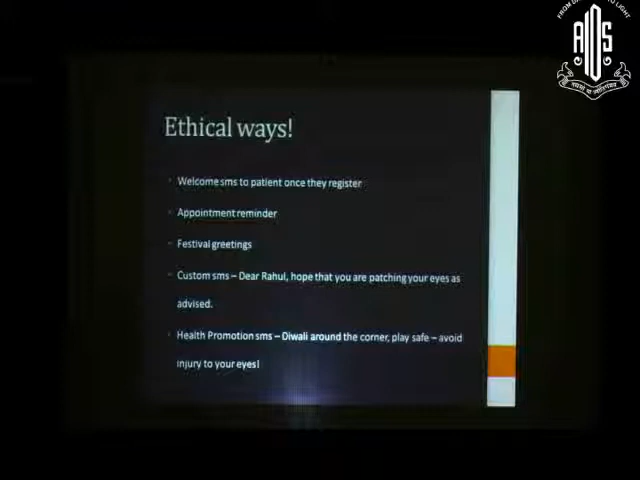 AIOS
Ethical ways!
Welcome sms to patient once they register
Appointment reminder
Festival greetings
Custom sms – Dear Rahul, hope that you are patching your eyes as
advised.
Health Promotion sms – Diwali around the corner, play safe – avoid
injury to your eyes!